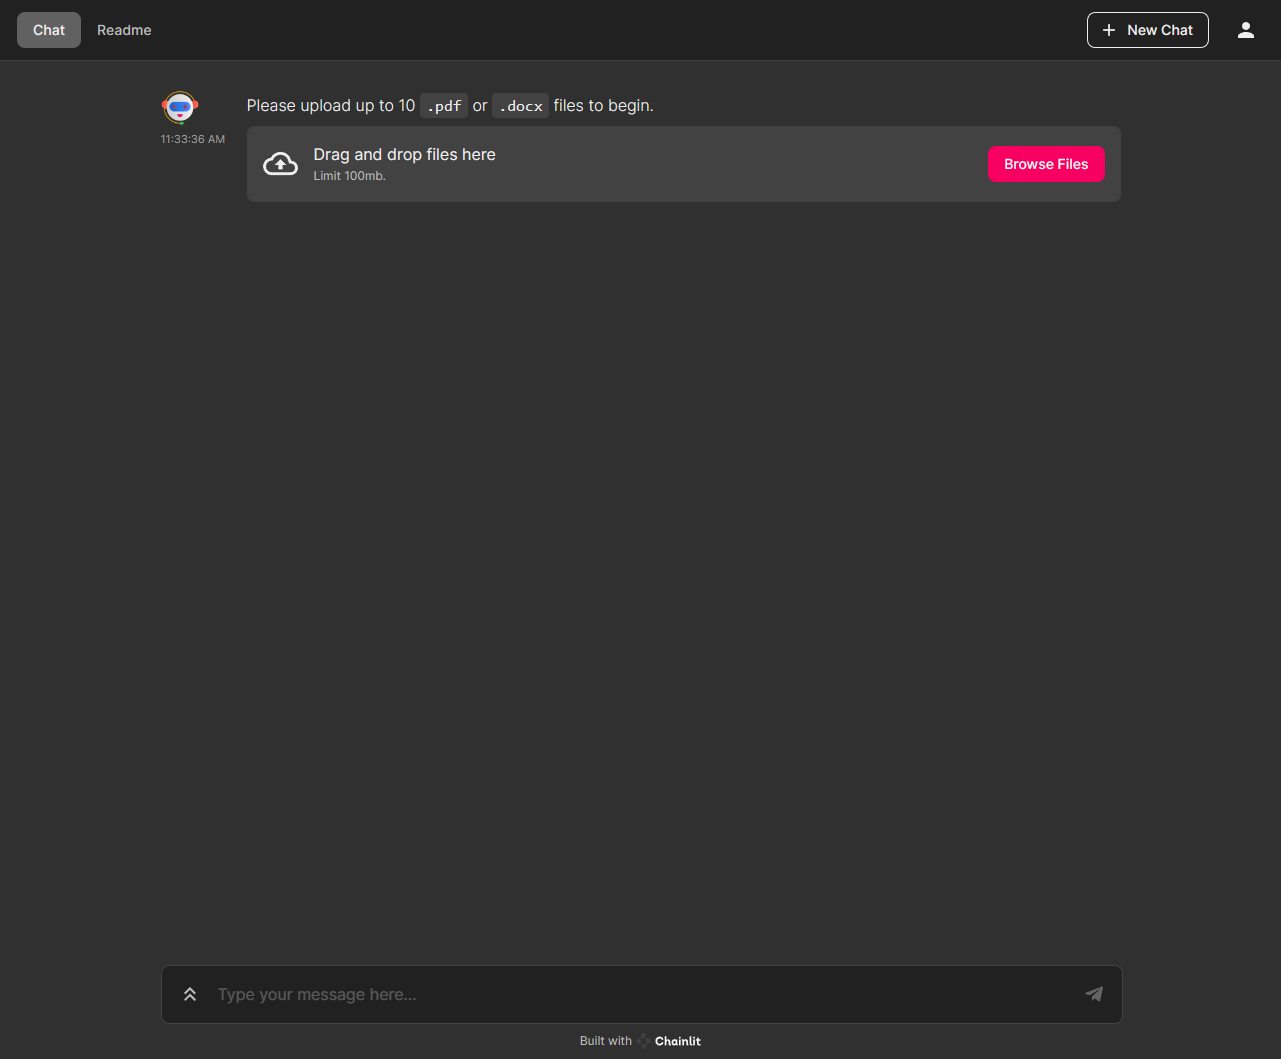 Chat
Readme
New Chat
Please upload up to 10 .pdf or .docx files to begin.
11:33:36 AM
Drag and drop files here
Limit 100mb.
Browse Files
Type your message here...
Built with Chainlit